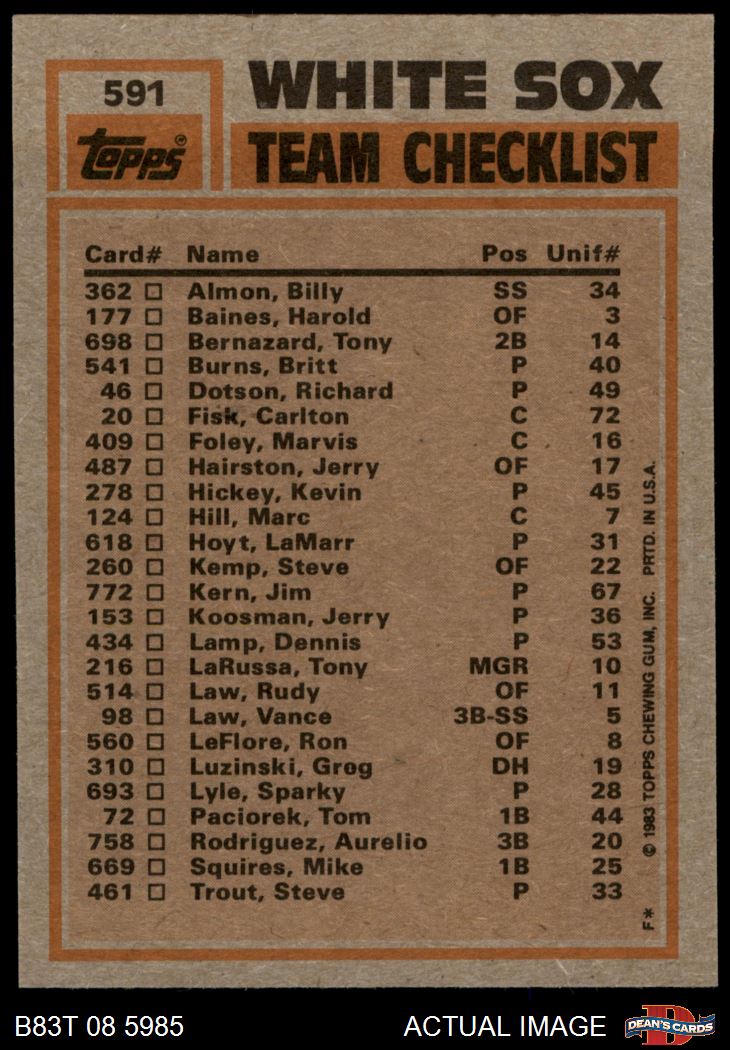 591
WHITE SOX
Topps®
TEAM CHECKLIST
Card# Name Pos Unif#
362 Almon, Billy SS 34
177 Baines, Harold OF 3
698 Bernazard, Tony 2B 14
541 Burns, Britt P 40
46 Dotson, Richard P 49
20 Fisk, Carlton C 72
409 Foley, Marvis C 16
487 Hairston, Jerry OF 17
278 Hickey, Kevin P 45
124 Hill, Marc C 7
618 Hoyt, LaMarr P 31
260 Kemp, Steve OF 22
772 Kern, Jim P 67
153 Koosman, Jerry P 36
434 Lamp, Dennis P 53
216 LaRussa, Tony MGR 10
514 Law, Rudy OF 11
98 Law, Vance 3B-SS 5
560 LeFlore, Ron OF 8
310 Luzinski, Greg DH 19
693 Lyle, Sparky P 28
72 Paciorek, Tom 1B 44
758 Rodriguez, Aurelio 3B 20
669 Squires, Mike 1B 25
461 Trout, Steve P 33
F* © 1983 TOPPS CHEWING GUM, INC. PRTD. IN U.S.A.
B83T 08 5985
ACTUAL IMAGE
D
DEAN'S CARDS